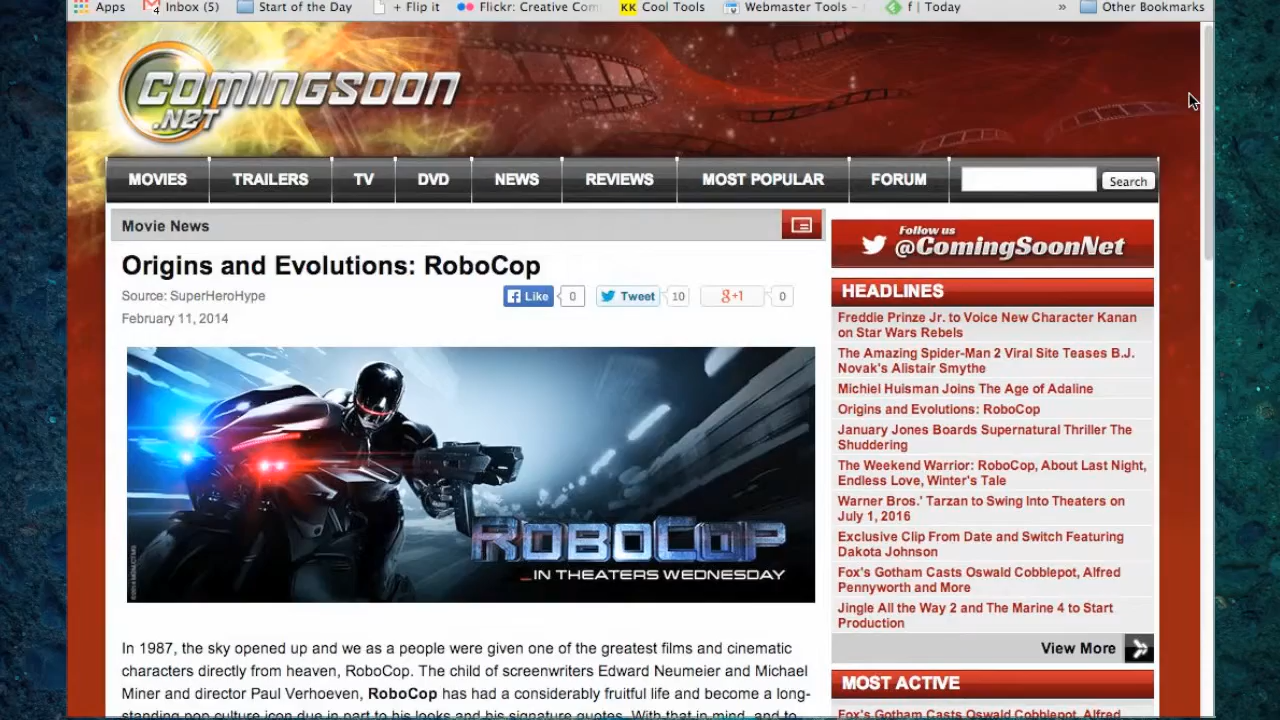 Apps
4 Inbox (5)
Start of the Day
+ Flip it
Flickr: Creative Com
KK Cool Tools
Webmaster Tools –
f | Today
» Other Bookmarks
COMINGSOON
.NET
MOVIES
TRAILERS
TV
DVD
NEWS
REVIEWS
MOST POPULAR
FORUM
Search
Movie News
Origins and Evolutions: RoboCop
Source: SuperHeroHype
Like 0
Tweet 10
g+1 0
February 11, 2014
ROBOCOP
_IN THEATERS WEDNESDAY
In 1987, the sky opened up and we as a people were given one of the greatest films and cinematic
characters directly from heaven, RoboCop. The child of screenwriters Edward Neumeier and Michael
Miner and director Paul Verhoeven, RoboCop has had a considerably fruitful life and become a long-
standing pop culture icon due in part to his looks and his signature quotes. With that in mind, and to
Follow us
@ComingSoonNet
HEADLINES
Freddie Prinze Jr. to Voice New Character Kanan
on Star Wars Rebels
The Amazing Spider-Man 2 Viral Site Teases B.J.
Novak's Alistair Smythe
Michiel Huisman Joins The Age of Adaline
Origins and Evolutions: RoboCop
January Jones Boards Supernatural Thriller The
Shuddering
The Weekend Warrior: RoboCop, About Last Night,
Endless Love, Winter's Tale
Warner Bros.' Tarzan to Swing Into Theaters on
July 1, 2016
Exclusive Clip From Date and Switch Featuring
Dakota Johnson
Fox's Gotham Casts Oswald Cobblepot, Alfred
Pennyworth and More
Jingle All the Way 2 and The Marine 4 to Start
Production
View More
MOST ACTIVE
Fox's Gotham Casts Oswald Cobblepot, Alfred